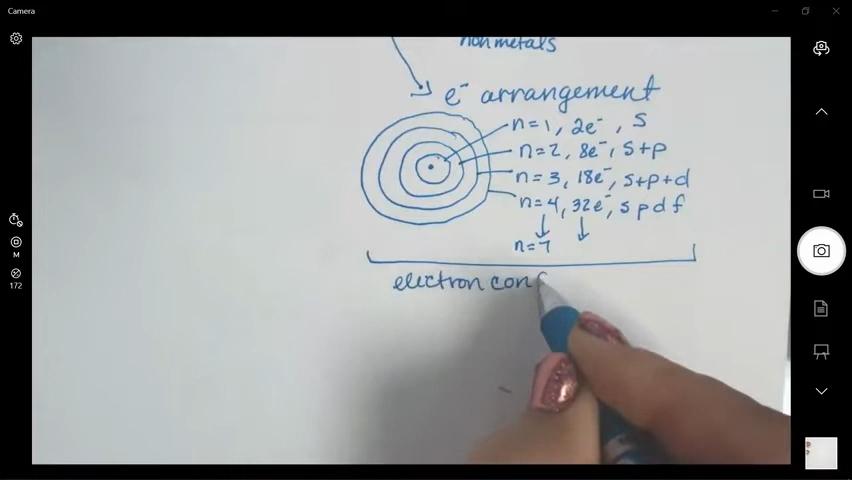 Camera
nonmetals
e⁻ arrangement
n=1, 2e⁻, s
n=2, 8e⁻, s+p
n=3, 18e⁻, s+p+d
n=4, 32e⁻, s p d f
n=7
electron con
M
172